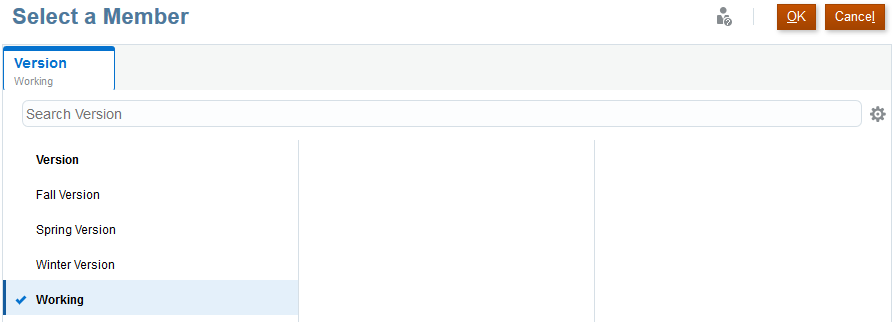 Select a Member
OK
Cancel
Version
Working
Search Version
Version
Fall Version
Spring Version
Winter Version
Working